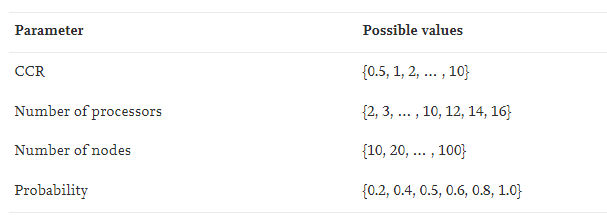 Parameter Possible values
CCR {0.5, 1, 2, … , 10}
Number of processors {2, 3, … , 10, 12, 14, 16}
Number of nodes {10, 20, … , 100}
Probability {0.2, 0.4, 0.5, 0.6, 0.8, 1.0}